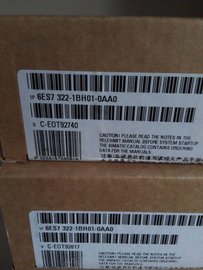 1P 6ES7 322-1BH01-0AA0
S C-EOT92740
CAUTION! PLEASE READ THE NOTES IN THE
RELEVANT MANUAL BEFORE SYSTEM STARTUP
THE SIMATIC CATALOG CONTAINS ORDERING
DATA FOR THE MANUALS.
1P 6ES7 322-1BH01-0AA0
S C-EOT92617
CAUTION! PLEASE READ THE NOTES IN THE
RELEVANT MANUAL BEFORE SYSTEM STARTUP